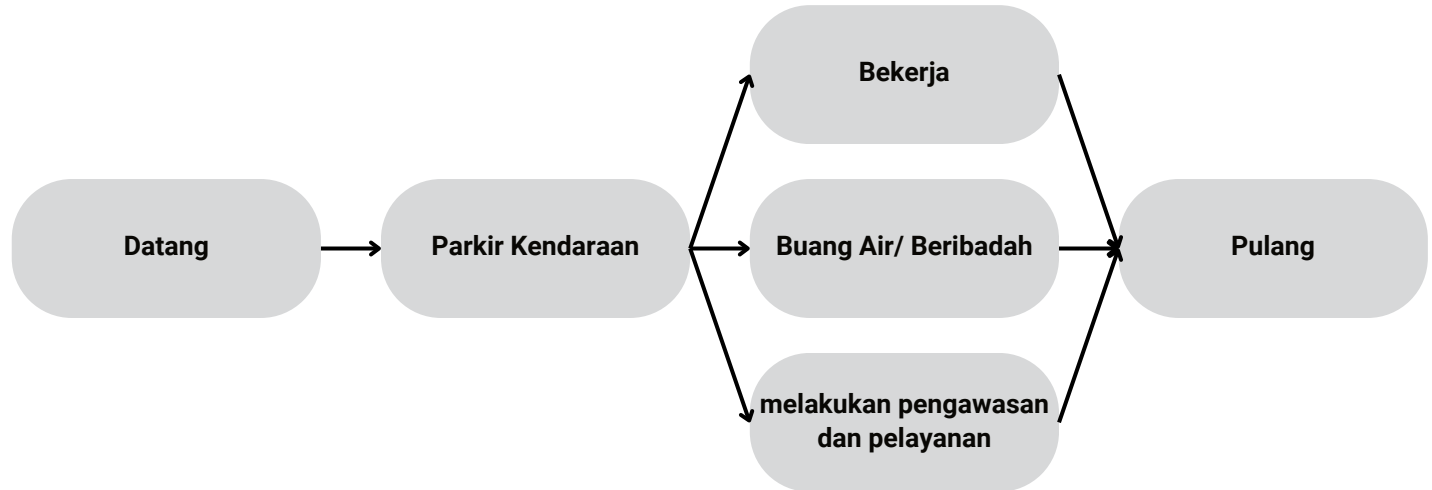 Datang
Parkir Kendaraan
Bekerja
Buang Air/ Beribadah
melakukan pengawasan
dan pelayanan
Pulang